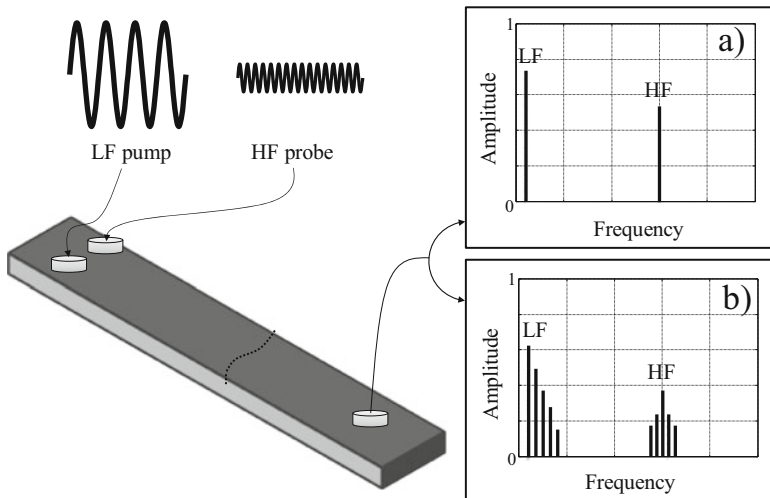 LF pump
HF probe
1
a)
LF
HF
Amplitude
0
Frequency
1
b)
LF
HF
Amplitude
0
Frequency